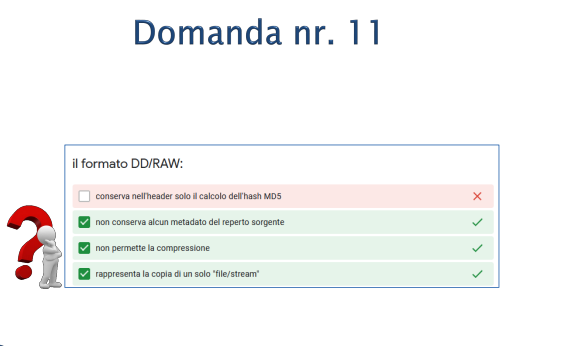 Domanda nr. 11
il formato DD/RAW:
conserva nell'header solo il calcolo dell'hash MD5
non conserva alcun metadato del reperto sorgente
non permette la compressione
rappresenta la copia di un solo "file/stream"